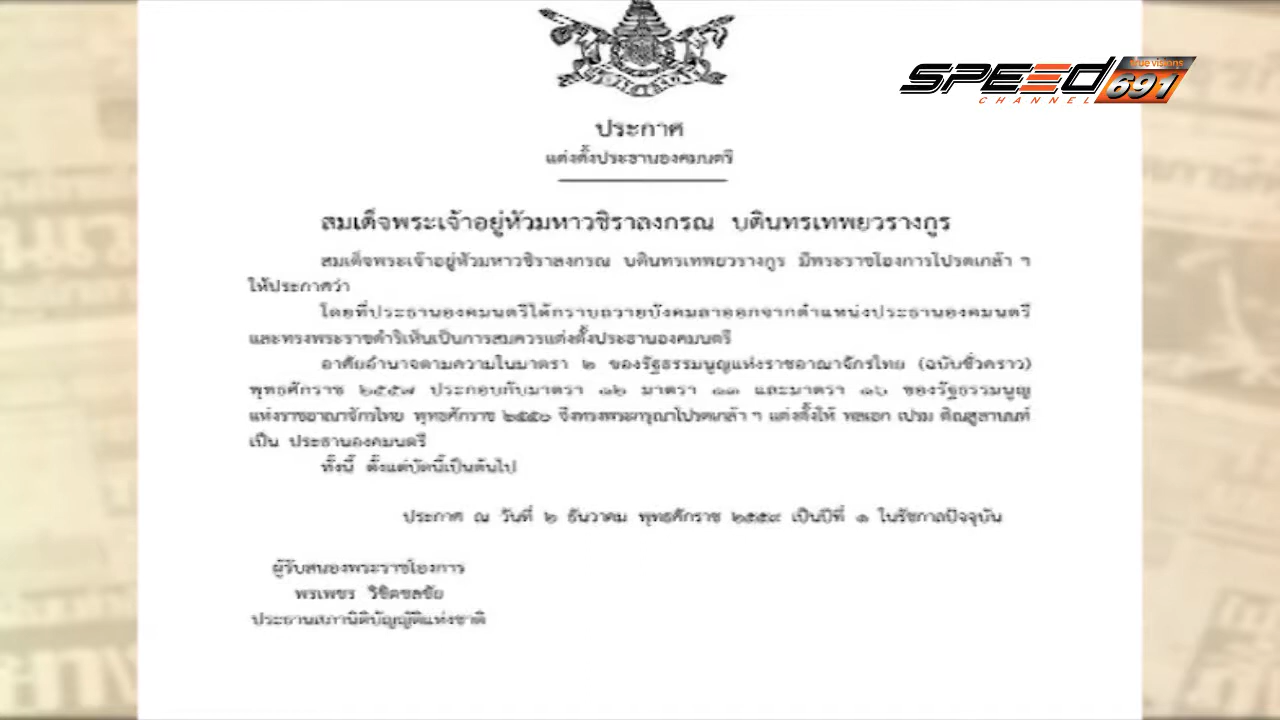 SPEED
CHANNEL
true visions
691
ประกาศ
แต่งตั้งประธานองคมนตรี
สมเด็จพระเจ้าอยู่หัวมหาวชิราลงกรณ บดินทรเทพยวรางกูร
สมเด็จพระเจ้าอยู่หัวมหาวชิราลงกรณ บดินทรเทพยวรางกูร มีพระราชโองการโปรดเกล้า ฯ
ให้ประกาศว่า
โดยที่ประธานองคมนตรีได้กราบถวายบังคมลาออกจากตำแหน่งประธานองคมนตรี
และทรงพระราชดำริเห็นเป็นการสมควรแต่งตั้งประธานองคมนตรี
อาศัยอำนาจตามความในมาตรา ๒ ของรัฐธรรมนูญแห่งราชอาณาจักรไทย (ฉบับชั่วคราว)
พุทธศักราช ๒๕๕๗ ประกอบกับมาตรา ๑๒ มาตรา ๑๓ และมาตรา ๑๖ ของรัฐธรรมนูญ
แห่งราชอาณาจักรไทย พุทธศักราช ๒๕๕๐ จึงทรงพระกรุณาโปรดเกล้า ฯ แต่งตั้งให้ พลเอก เปรม ติณสูลานนท์
เป็น ประธานองคมนตรี
ทั้งนี้ ตั้งแต่บัดนี้เป็นต้นไป
ประกาศ ณ วันที่ ๒ ธันวาคม พุทธศักราช ๒๕๕๙ เป็นปีที่ ๑ ในรัชกาลปัจจุบัน
ผู้รับสนองพระราชโองการ
พรเพชร วิชิตชลชัย
ประธานสภานิติบัญญัติแห่งชาติ